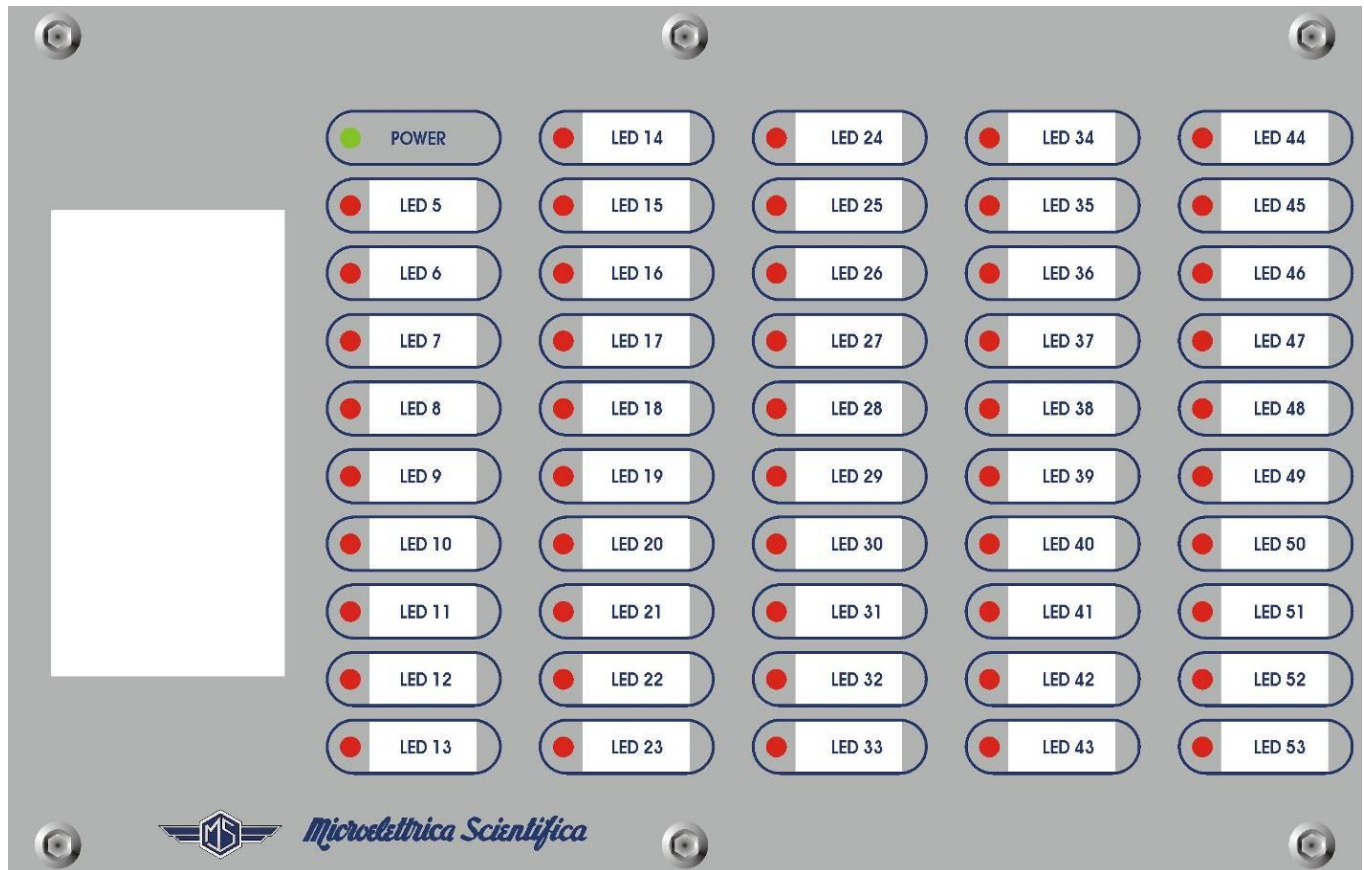 POWER LED 14 LED 24 LED 34 LED 44
LED 5 LED 15 LED 25 LED 35 LED 45
LED 6 LED 16 LED 26 LED 36 LED 46
LED 7 LED 17 LED 27 LED 37 LED 47
LED 8 LED 18 LED 28 LED 38 LED 48
LED 9 LED 19 LED 29 LED 39 LED 49
LED 10 LED 20 LED 30 LED 40 LED 50
LED 11 LED 21 LED 31 LED 41 LED 51
LED 12 LED 22 LED 32 LED 42 LED 52
LED 13 LED 23 LED 33 LED 43 LED 53
MS Microelettrica Scientifica